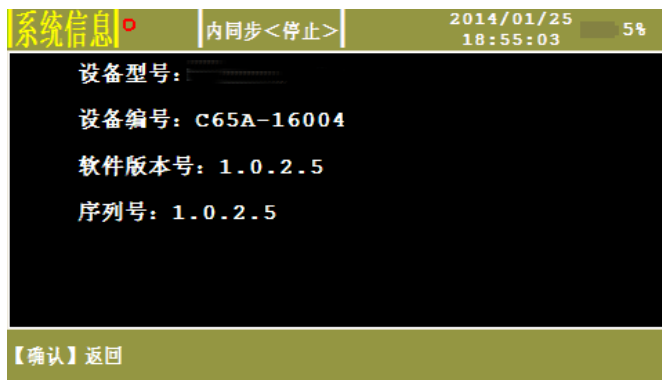 系统信息
内同步<停止>
2014/01/25
18:55:03
5%
设备型号:
设备编号: C65A-16004
软件版本号: 1.0.2.5
序列号: 1.0.2.5
【确认】返回